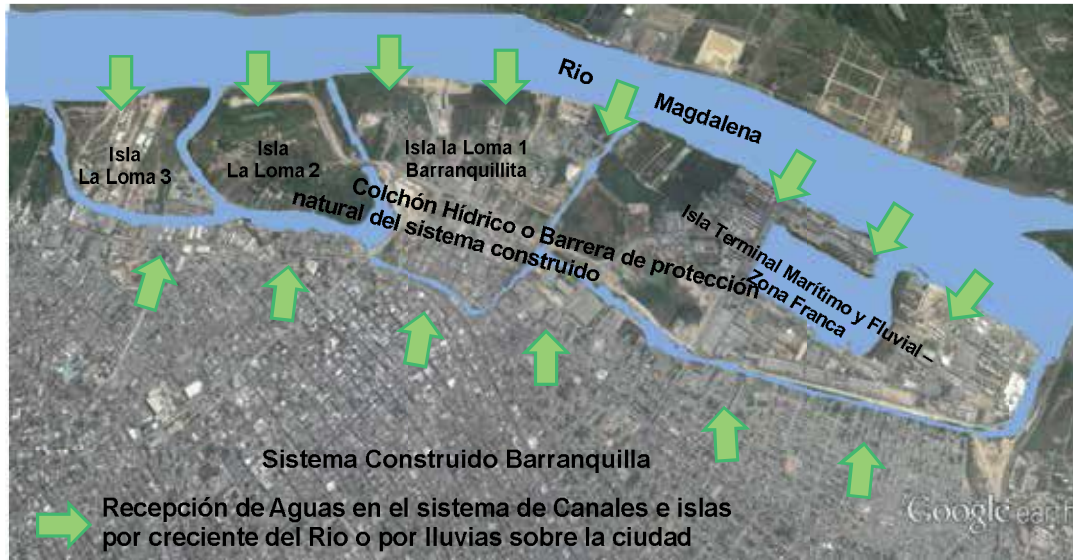 Rio
Magdalena
Isla
La Loma 3
Isla
La Loma 2
Isla la Loma 1
Barranquillita
Colchón Hídrico o Barrera de protección
natural del sistema construido
Isla Terminal Marítimo y Fluvial –
Zona Franca
Sistema Construido Barranquilla
Recepción de Aguas en el sistema de Canales e islas
por creciente del Rio o por lluvias sobre la ciudad
Google earth